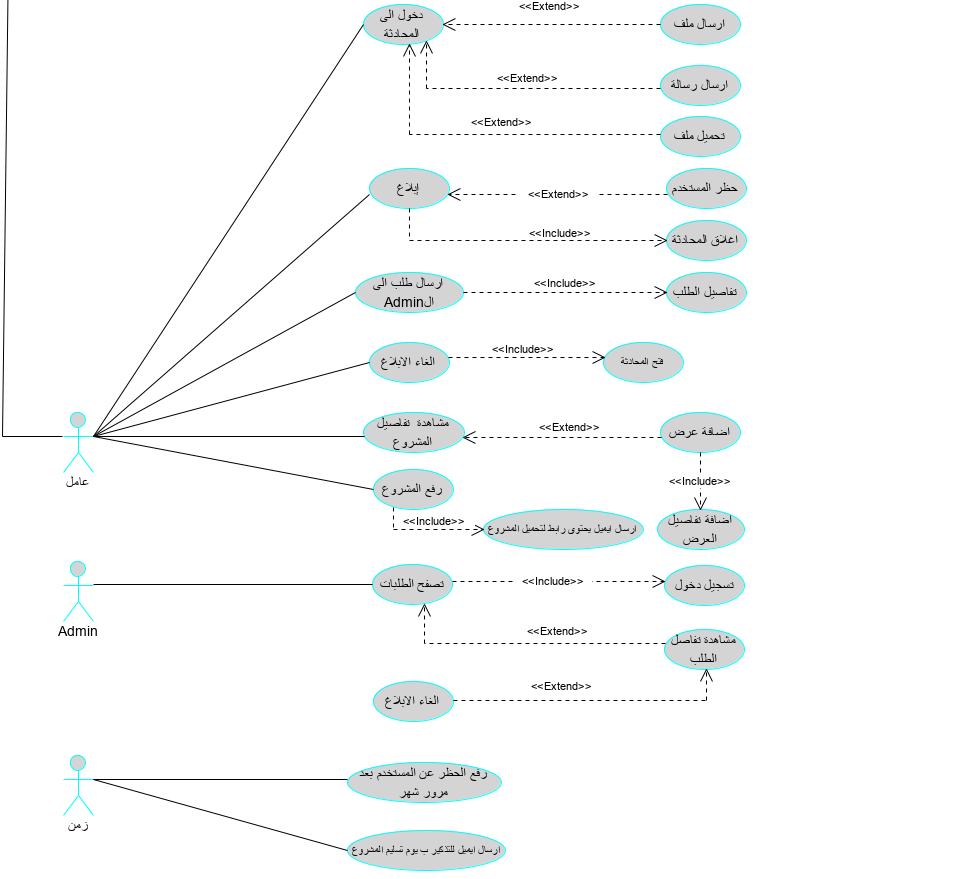 دخول الى
المحادثة
<<Extend>>
ارسال ملف
<<Extend>>
ارسال رسالة
<<Extend>>
تحميل ملف
إبلاغ
<<Extend>>
حظر المستخدم
<<Include>>
اغلاق المحادثة
ارسال طلب الى
الAdmin
<<Include>>
تفاصيل الطلب
الغاء الابلاغ
<<Include>>
فتح المحادثة
عامل
مشاهدة تفاصيل
المشروع
<<Extend>>
اضافة عرض
<<Include>>
اضافة تفاصيل
العرض
رفع المشروع
<<Include>>
ارسال ايميل يحتوى رابط لتحميل المشروع
Admin
تصفح الطلبات
<<Include>>
تسجيل دخول
<<Extend>>
مشاهدة تفاصل
الطلب
الغاء الابلاغ
<<Extend>>
زمن
رفع الحظر عن المستخدم بعد
مرور شهر
ارسال ايميل للتذكير ب يوم تسليم المشروع